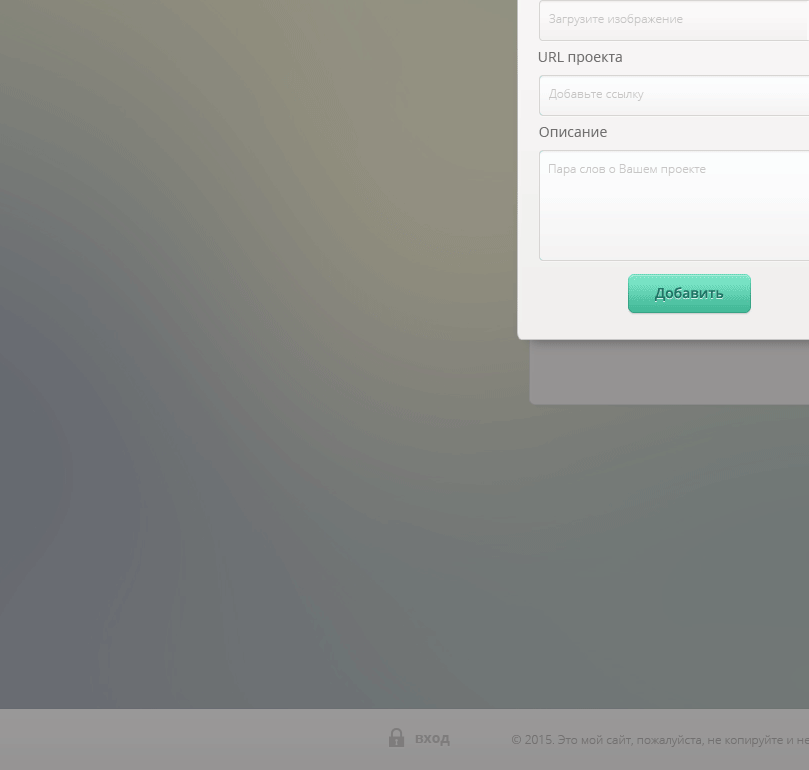 Загрузите изображение
URL проекта
Добавьте ссылку
Описание
Пара слов о Вашем проекте
Добавить
вход
© 2015. Это мой сайт, пожалуйста, не копируйте и не